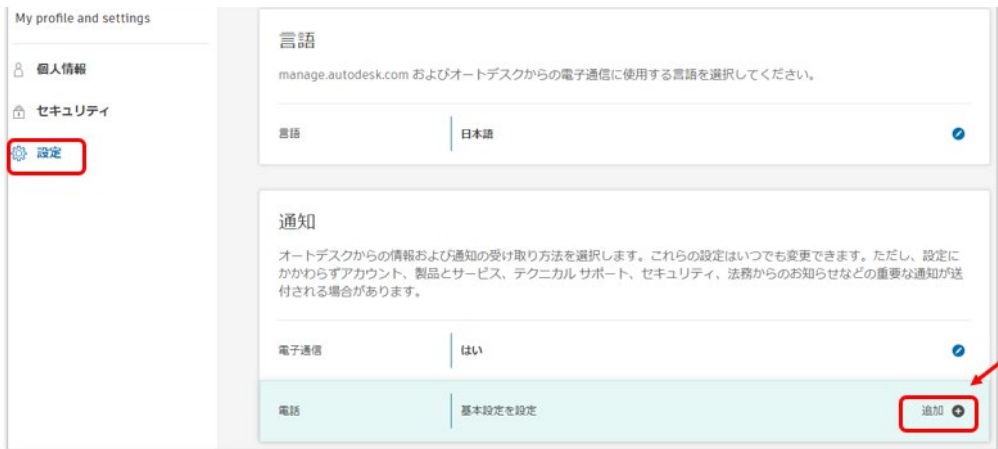 My profile and settings
個人情報
セキュリティ
設定
言語
manage.autodesk.com およびオートデスクからの電子通信に使用する言語を選択してください。
言語 日本語
通知
オートデスクからの情報および通知の受け取り方法を選択します。これらの設定はいつでも変更できます。ただし、設定に
かかわらずアカウント、製品とサービス、テクニカル サポート、セキュリティ、法務からのお知らせなどの重要な通知が送
付される場合があります。
電子通信 はい
電話 基本設定を設定 追加